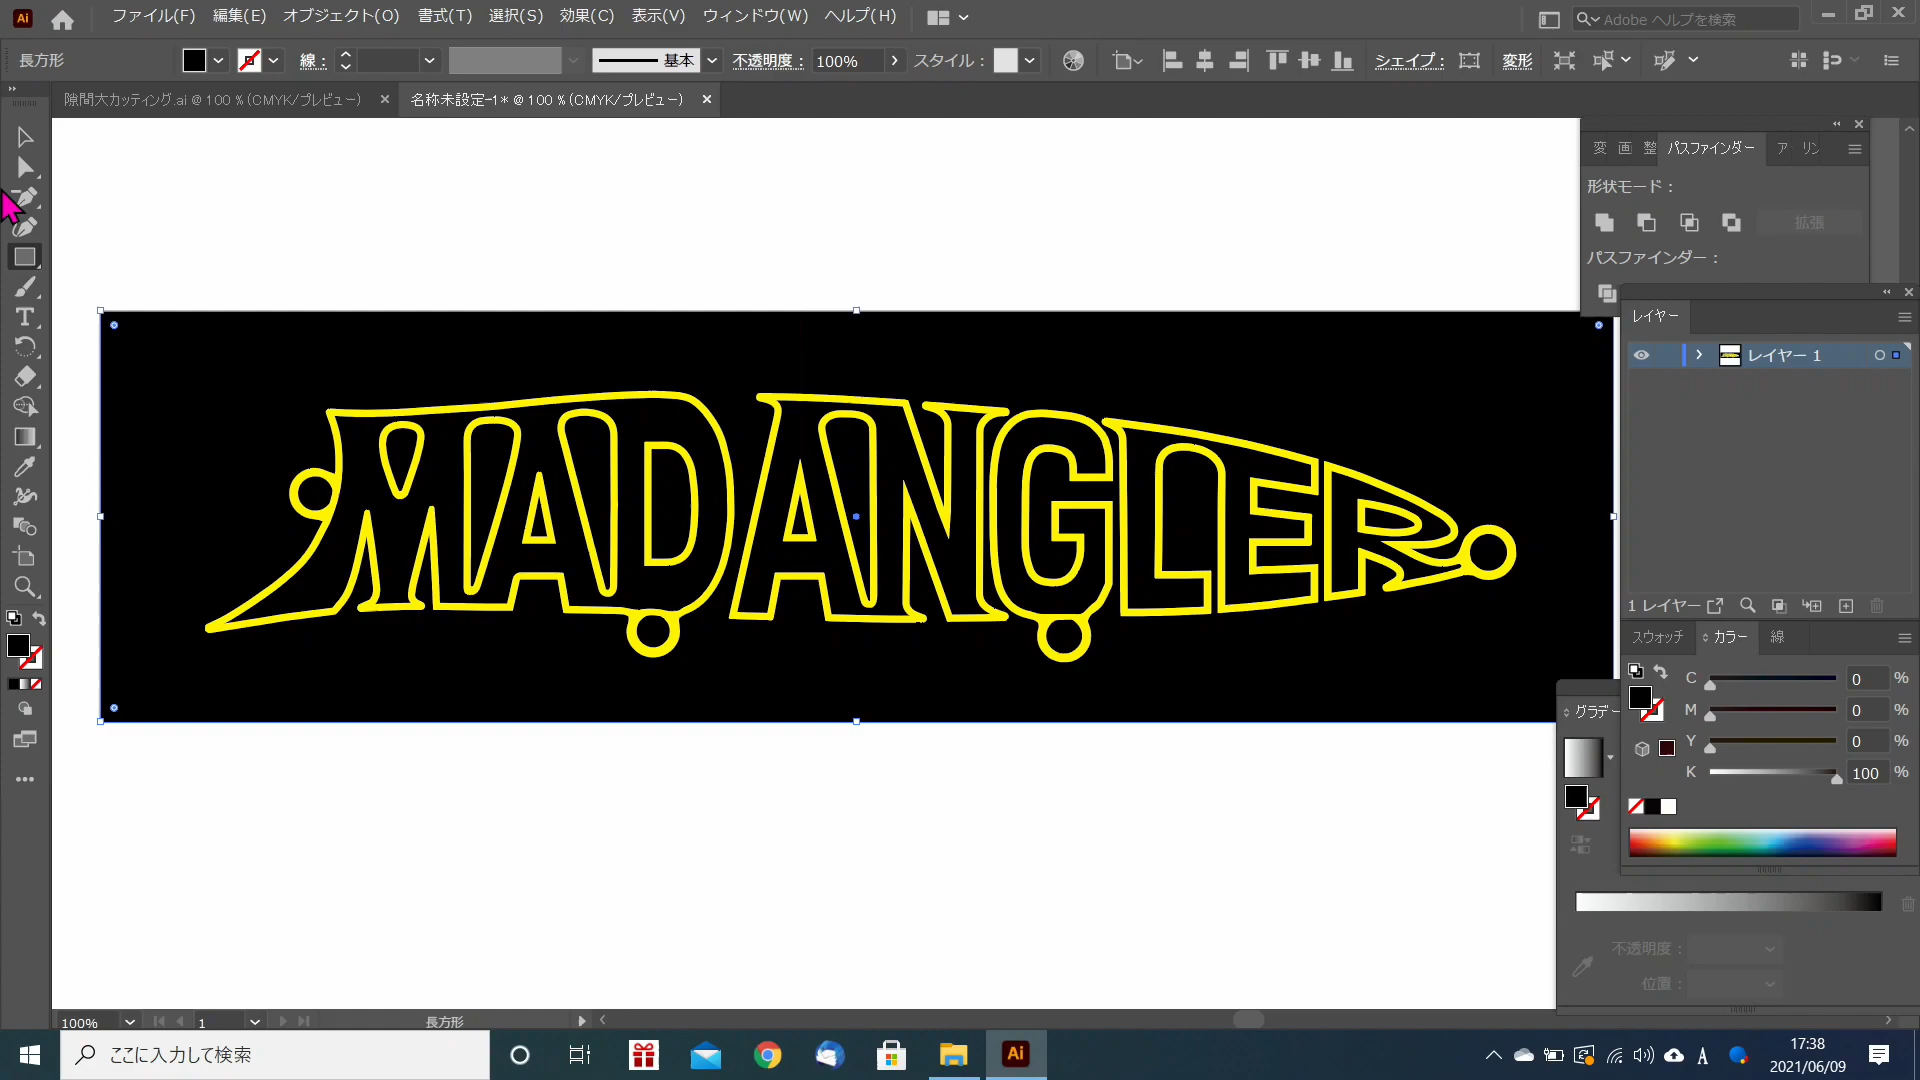 Ai ファイル(F) 編集(E) オブジェクト(O) 書式(T) 選択(S) 効果(C) 表示(V) ウィンドウ(W) ヘルプ(H) Adobe ヘルプを検索
長方形 線 : 基本 不透明度 : 100% スタイル : シェイプ : 変形
隙間大カッティング.ai @ 100 % (CMYK/プレビュー) 名称未設定-1* @ 100 % (CMYK/プレビュー)
変 画 整 パスファインダー ア リン
形状モード :
拡張
パスファインダー :
レイヤー
レイヤー 1
MADANGLER
1 レイヤー
スウォッチ カラー 線
C 0 %
M 0 %
グラデー
Y 0 %
K 100 %
不透明度 :
位置 :
100% 1 長方形
ここに入力して検索 Ai A 17:38
2021/06/09